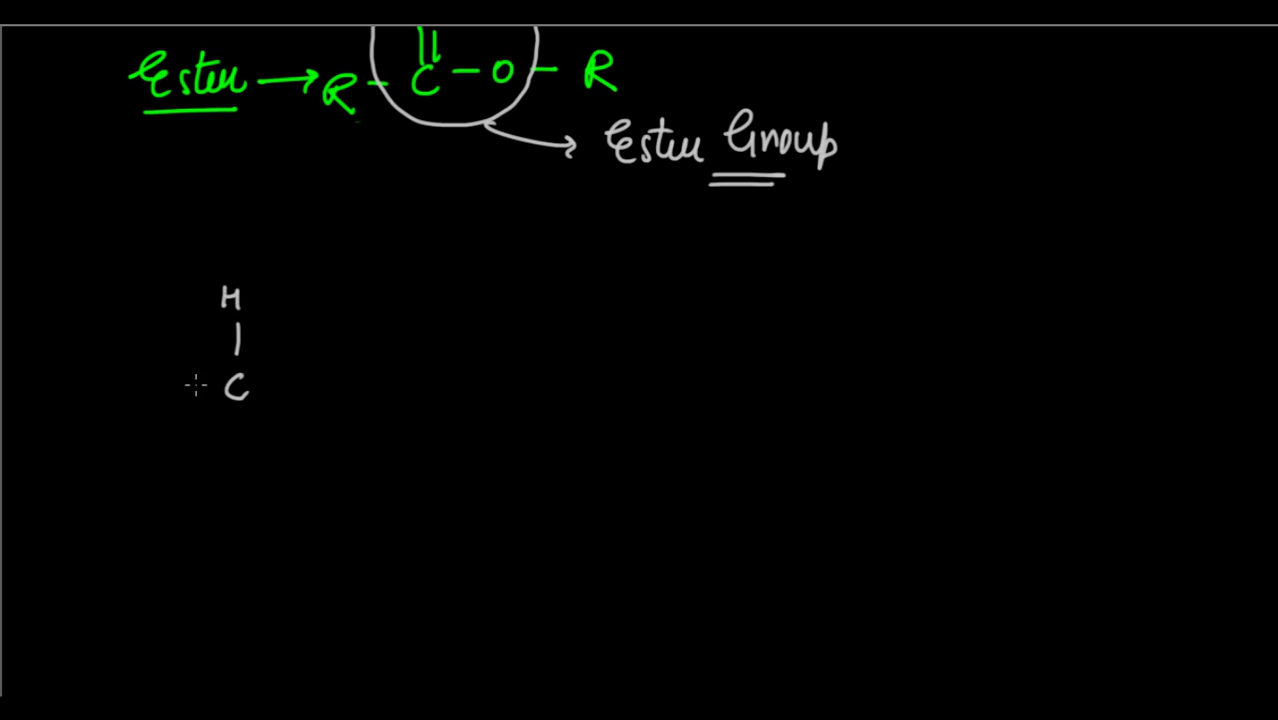 Ester → R - C - O - R
Ester Group
H
C